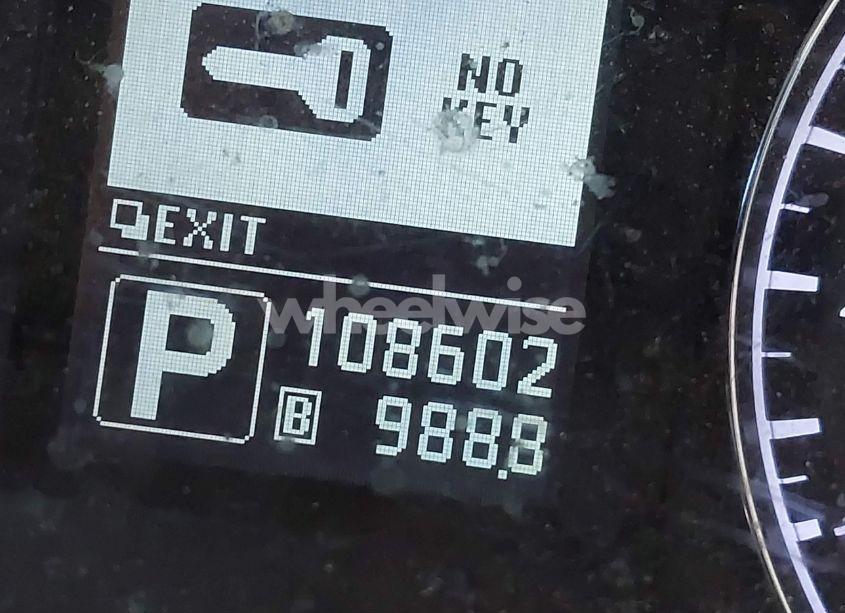 NO
KEY
EXIT
wheelwise
P
108602
B 988.8